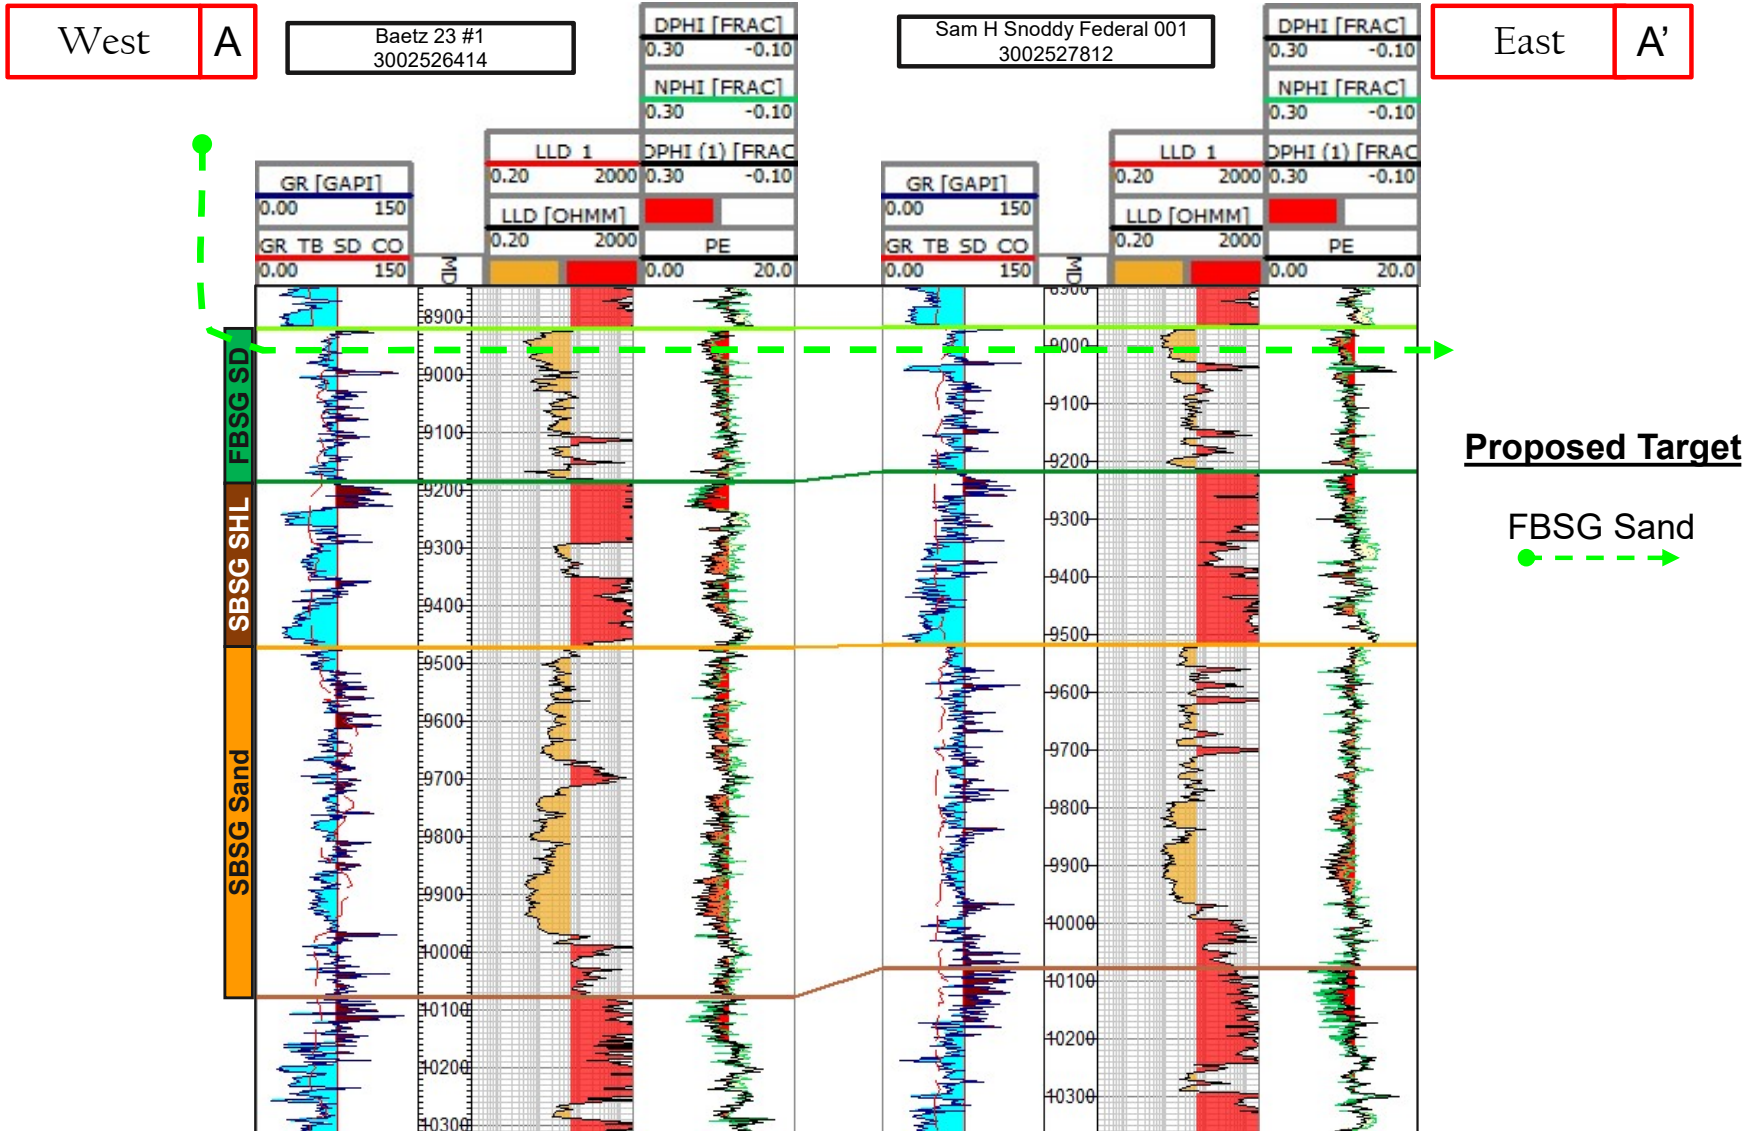 West A
Baetz 23 #1
3002526414
Sam H Snoddy Federal 001
3002527812
East A’
DPHI [FRAC]
0.30 -0.10
NPHI [FRAC]
0.30 -0.10
DPHI (1) [FRAC
0.30 -0.10
PE
0.00 20.0
LLD 1
0.20 2000
LLD [OHMM]
0.20 2000
GR [GAPI]
0.00 150
GR TB SD CO
0.00 150
MD
DPHI [FRAC]
0.30 -0.10
NPHI [FRAC]
0.30 -0.10
DPHI (1) [FRAC
0.30 -0.10
PE
0.00 20.0
LLD 1
0.20 2000
LLD [OHMM]
0.20 2000
GR [GAPI]
0.00 150
GR TB SD CO
0.00 150
MD
FBSG SD
SBSG SHL
SBSG Sand
8900
9000
9100
9200
9300
9400
9500
9600
9700
9800
9900
10000
10100
10200
10300
8900
9000
9100
9200
9300
9400
9500
9600
9700
9800
9900
10000
10100
10200
10300
Proposed Target
FBSG Sand